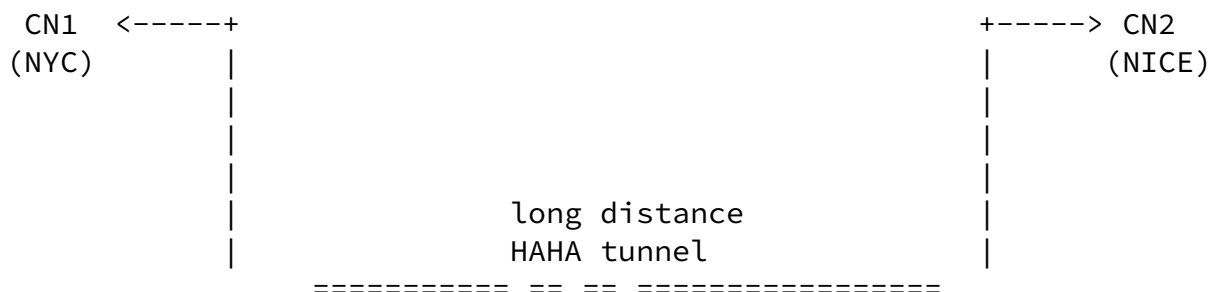 CN1 <-----+ +-----> CN2
(NYC) | | (NICE)
| |
| |
| |
| long distance |
| HAHA tunnel |
=========== == == =================